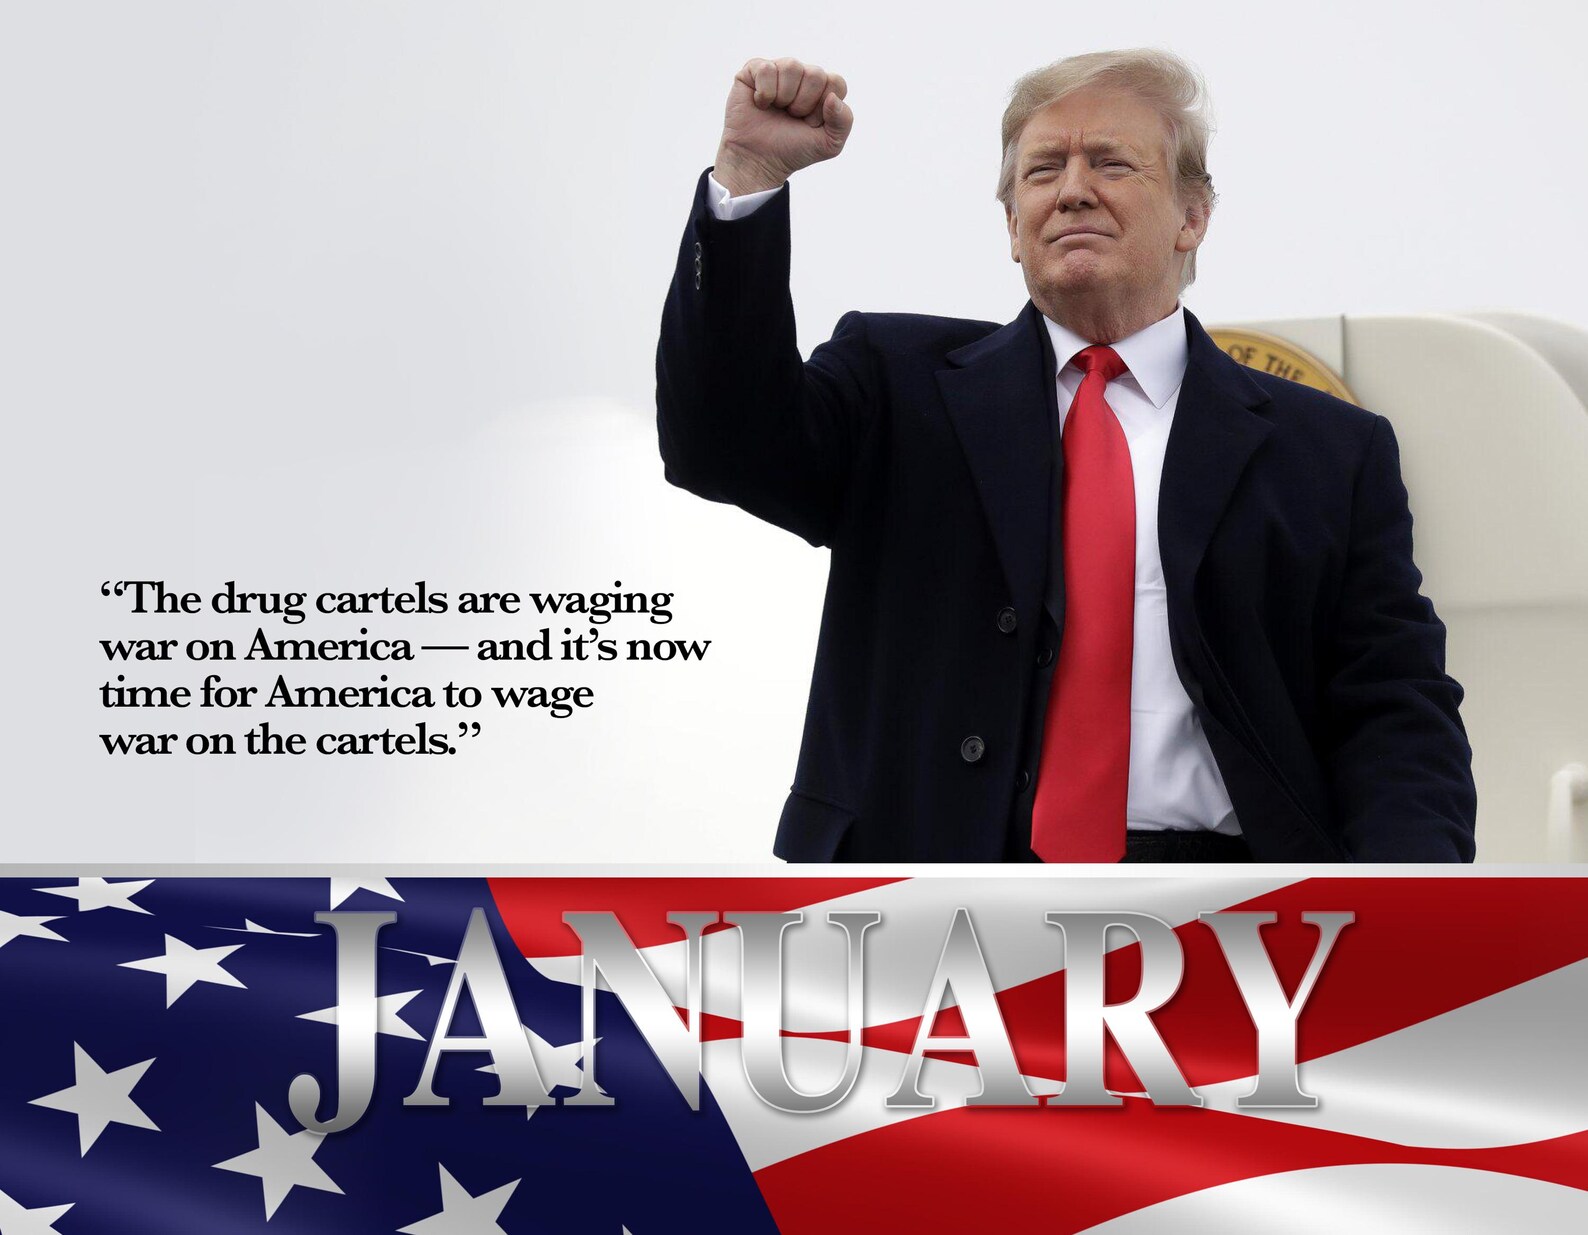 OF THE
“The drug cartels are waging
war on America — and it’s now
time for America to wage
war on the cartels.”
JANUARY